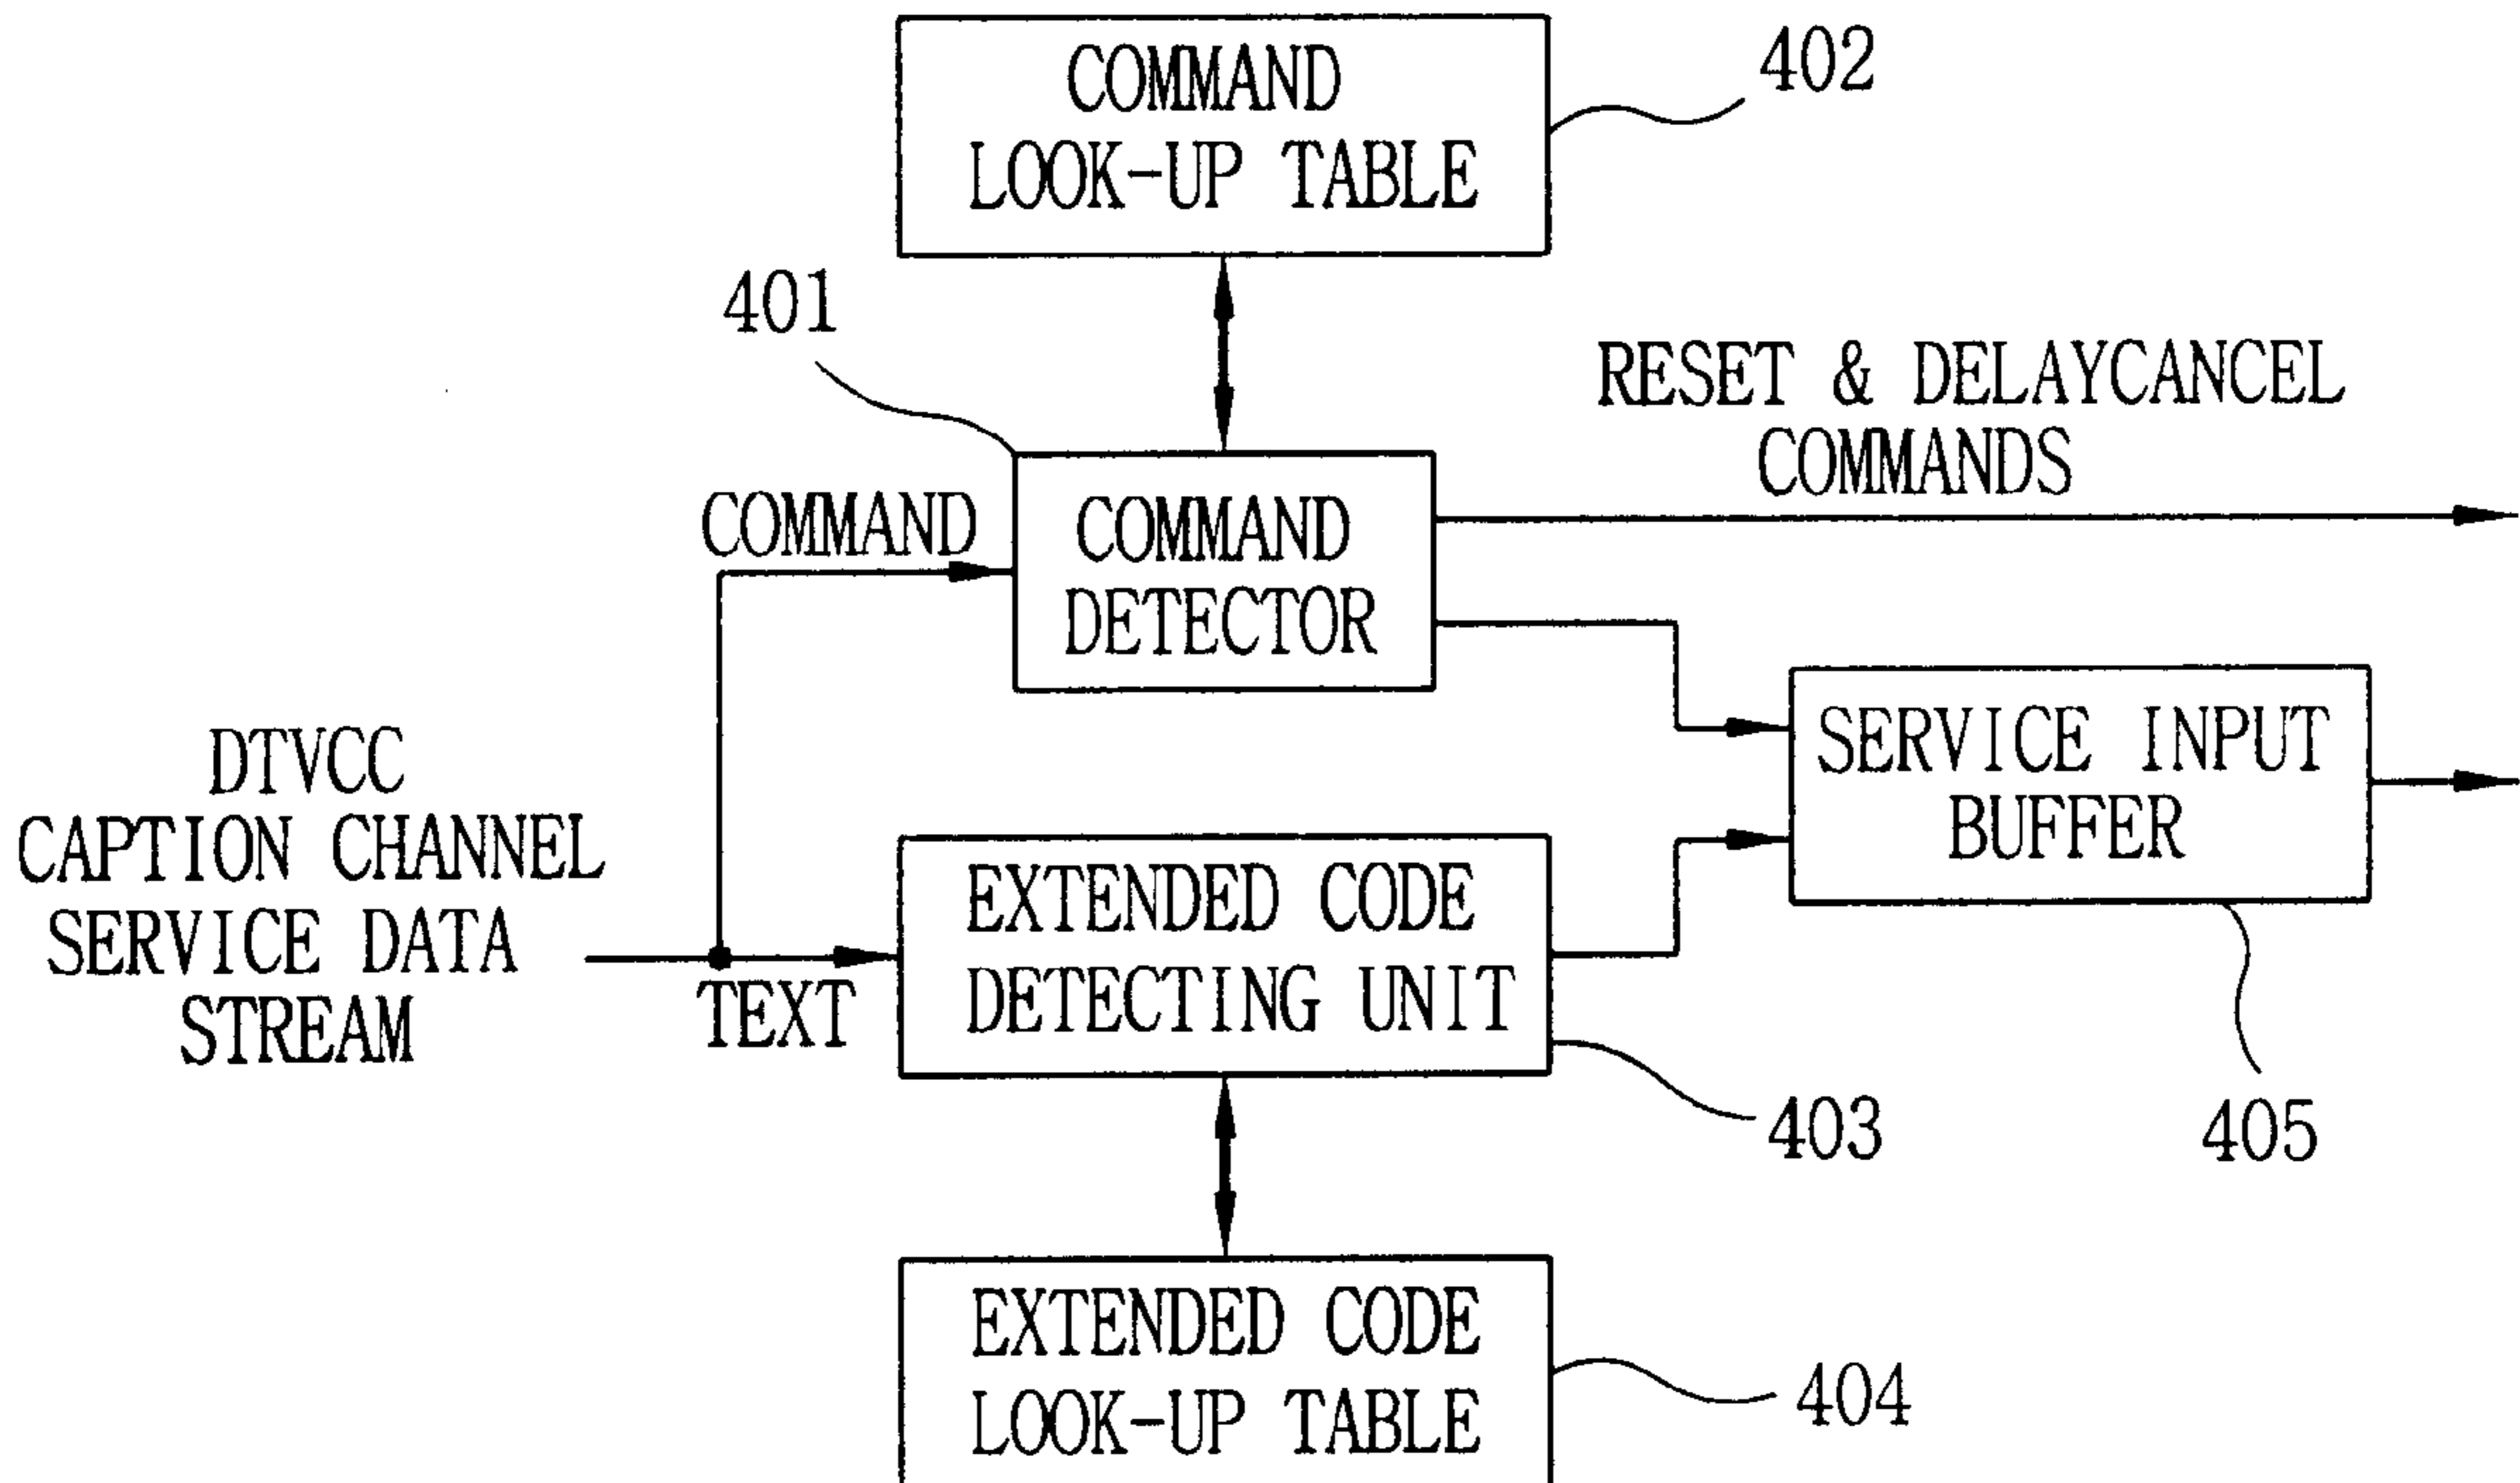 COMMAND
LOOK-UP TABLE
402
401
RESET & DELAYCANCEL
COMMANDS
COMMAND
COMMAND
DETECTOR
DTVCC
CAPTION CHANNEL
SERVICE DATA
STREAM
TEXT
EXTENDED CODE
DETECTING UNIT
SERVICE INPUT
BUFFER
403
405
EXTENDED CODE
LOOK-UP TABLE
404